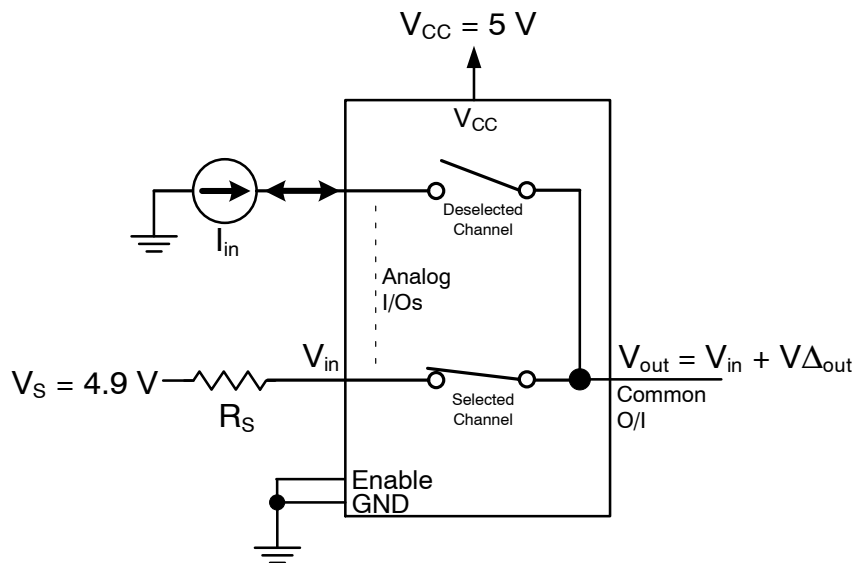 V_CC = 5 V
V_CC
Deselected
Channel
I_in
Analog
I/Os
V_in
V_out = V_in + VΔ_out
V_S = 4.9 V
R_S
Selected
Channel
Common
O/I
Enable
GND